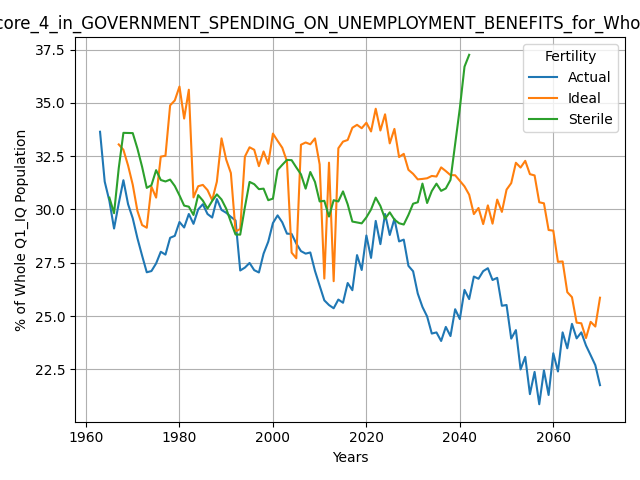 core_4_in_GOVERNMENT_SPENDING_ON_UNEMPLOYMENT_BENEFITS_for_Who
37.5
35.0
32.5
30.0
27.5
25.0
22.5
% of Whole Q1_IQ Population
1960
1980
2000
2020
2040
2060
Years
Fertility
Actual
Ideal
Sterile